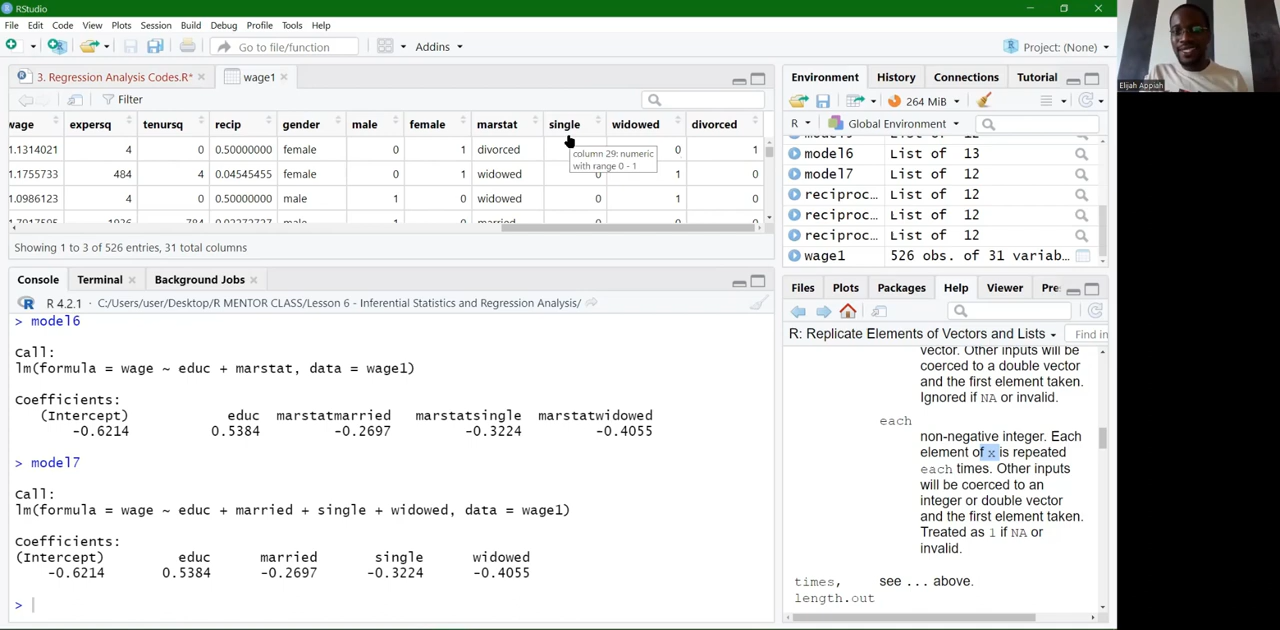 RStudio
File Edit Code View Plots Session Build Debug Profile Tools Help
Go to file/function
Addins
Project: (None)
3. Regression Analysis Codes.R*
wage1
Filter
wage expersq tenursq recip gender male female marstat single widowed divorced
1.1314021 4 0 0.50000000 female 0 1 divorced 0 1
1.1755733 484 4 0.04545455 female 0 1 widowed 0 1 0
1.0986123 4 0 0.50000000 male 1 0 widowed 0 1 0
column 29: numeric
with range 0 - 1
Showing 1 to 3 of 526 entries, 31 total columns
Console Terminal Background Jobs
R 4.2.1 · C:/Users/user/Desktop/R MENTOR CLASS/Lesson 6 - Inferential Statistics and Regression Analysis/
> model6
Call:
lm(formula = wage ~ educ + marstat, data = wage1)
Coefficients:
(Intercept) educ marstatmarried marstatsingle marstatwidowed
-0.6214 0.5384 -0.2697 -0.3224 -0.4055
> model7
Call:
lm(formula = wage ~ educ + married + single + widowed, data = wage1)
Coefficients:
(Intercept) educ married single widowed
-0.6214 0.5384 -0.2697 -0.3224 -0.4055
>
Environment History Connections Tutorial
264 MiB
R Global Environment
model6 List of 13
model7 List of 12
reciproc… List of 12
reciproc… List of 12
reciproc… List of 12
wage1 526 obs. of 31 variab…
Files Plots Packages Help Viewer Pre
R: Replicate Elements of Vectors and Lists
Find in
vector. Other inputs will be
coerced to a double vector
and the first element taken.
Ignored if NA or invalid.
each
non-negative integer. Each
element of x is repeated
each times. Other inputs
will be coerced to an
integer or double vector
and the first element taken.
Treated as 1 if NA or
invalid.
times, see ... above.
length.out
Elijah Appiah